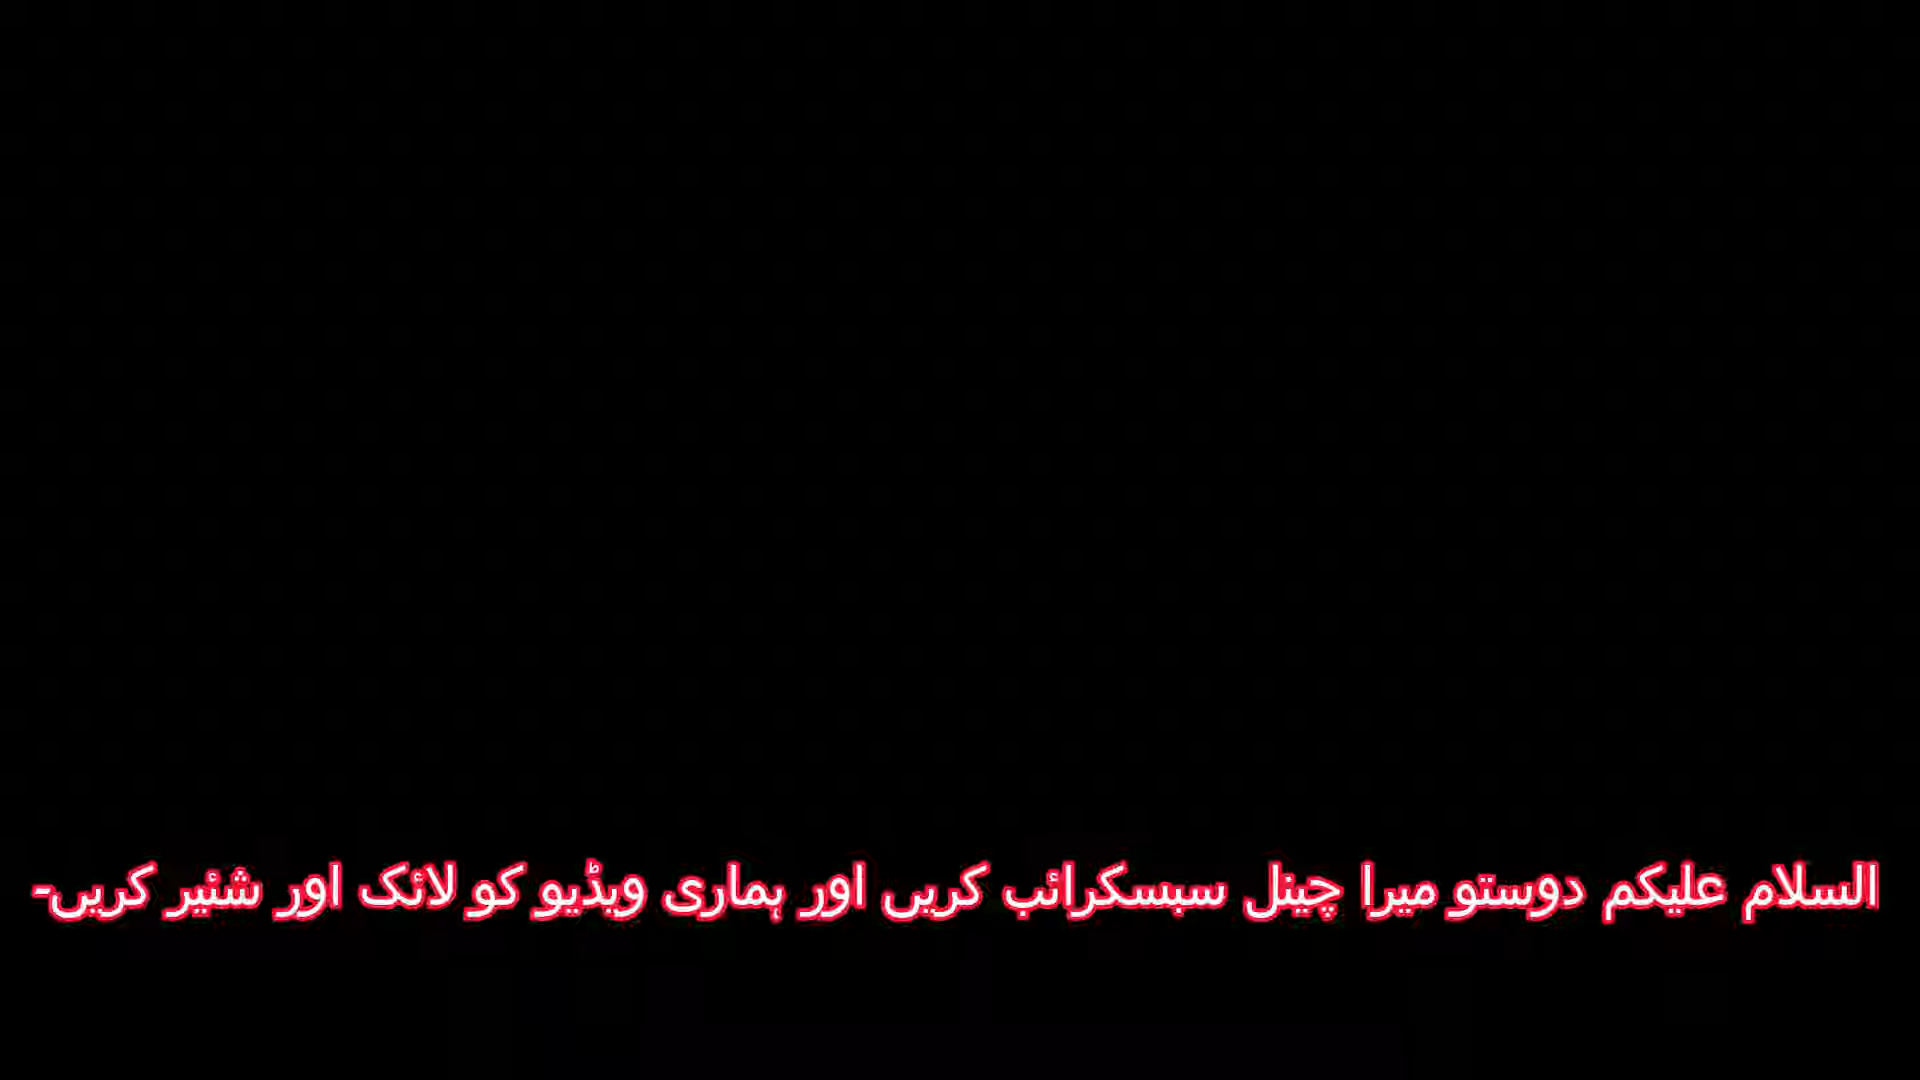 السلام علیکم دوستو میرا چینل سبسکرائب کریں اور ہماری ویڈیو کو لائک اور شئیر کریں-